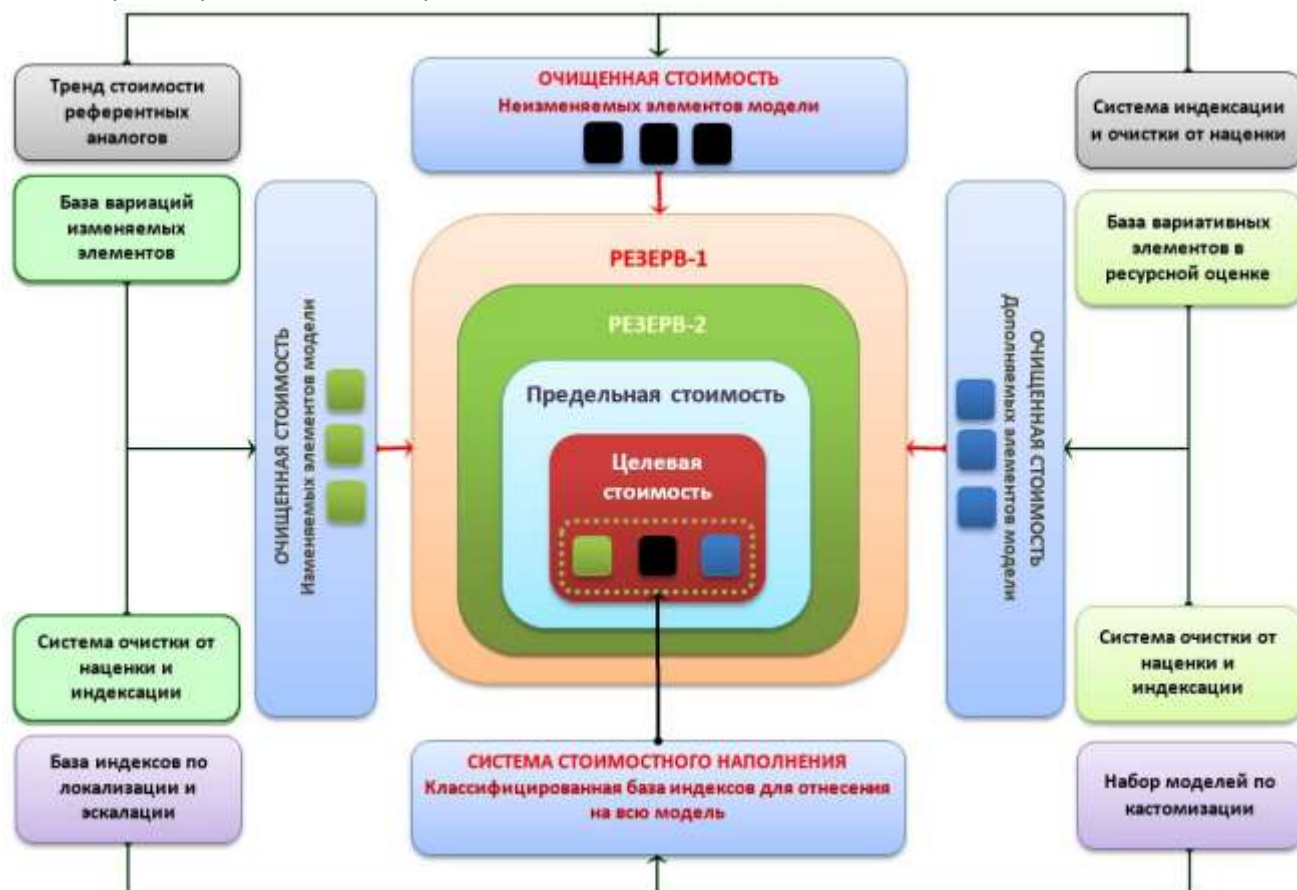 Тренд стоимости
референтных
аналогов
ОЧИЩЕННАЯ СТОИМОСТЬ
Неизменяемых элементов модели
Система индексации
и очистки от наценки
База вариаций
изменяемых
элементов
База вариативных
элементов в
ресурсной оценке
ОЧИЩЕННАЯ СТОИМОСТЬ
Изменяемых элементов модели
РЕЗЕРВ-1
РЕЗЕРВ-2
Предельная стоимость
Целевая
стоимость
ОЧИЩЕННАЯ СТОИМОСТЬ
Дополняемых элементов модели
Система очистки от
наценки и
индексации
Система очистки от
наценки и
индексации
База индексов по
локализации и
эскалации
СИСТЕМА СТОИМОСТНОГО НАПОЛНЕНИЯ
Классифицированная база индексов для отнесения
на всю модель
Набор моделей по
кастомизации